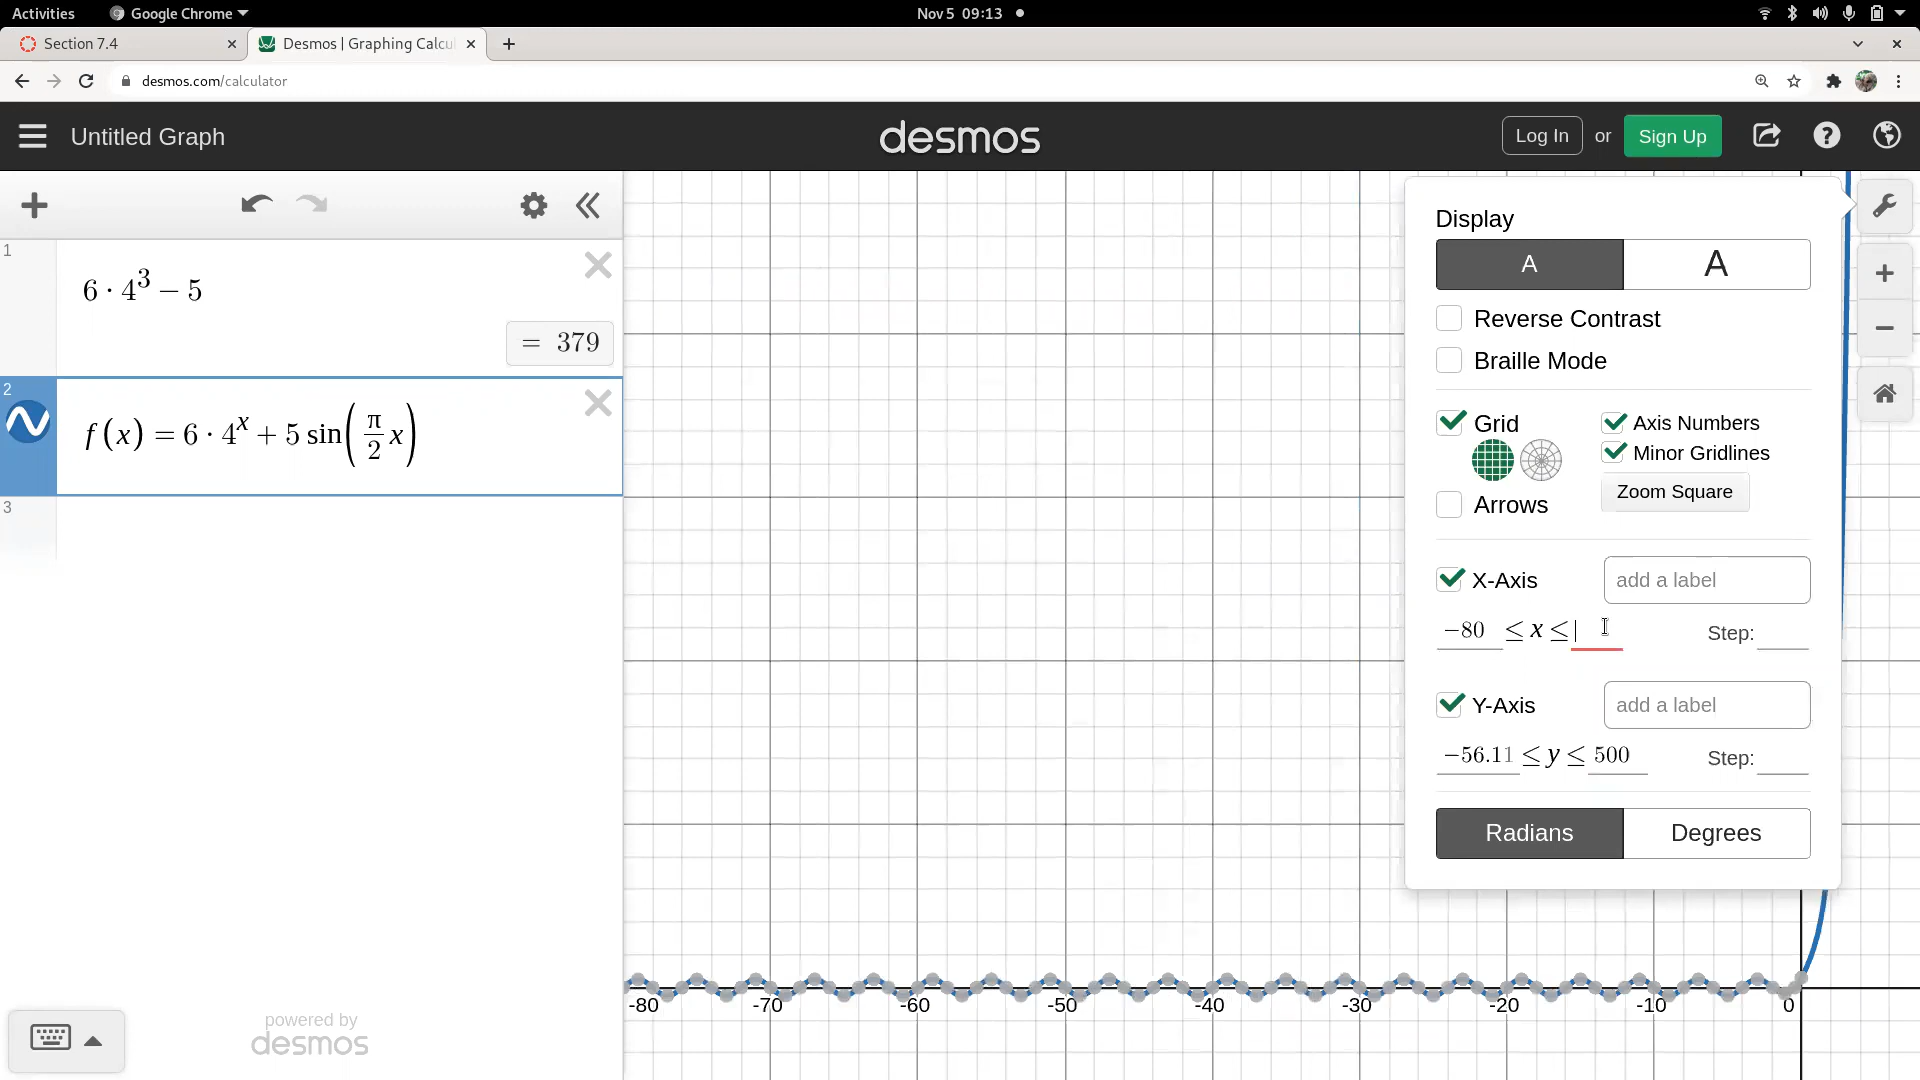 Activities
Google Chrome
Nov 5 09:13
Section 7.4
Desmos | Graphing Calcu
desmos.com/calculator
Untitled Graph
desmos
Log In or Sign Up
1
6 · 4^3 − 5
= 379
2
f(x) = 6 · 4^x + 5 sin(π/2 x)
3
powered by
desmos
Display
A A
Reverse Contrast
Braille Mode
Grid
Axis Numbers
Minor Gridlines
Zoom Square
Arrows
X-Axis add a label
−80 ≤ x ≤ Step:
Y-Axis add a label
−56.11 ≤ y ≤ 500 Step:
Radians Degrees
-80 -70 -60 -50 -40 -30 -20 -10 0